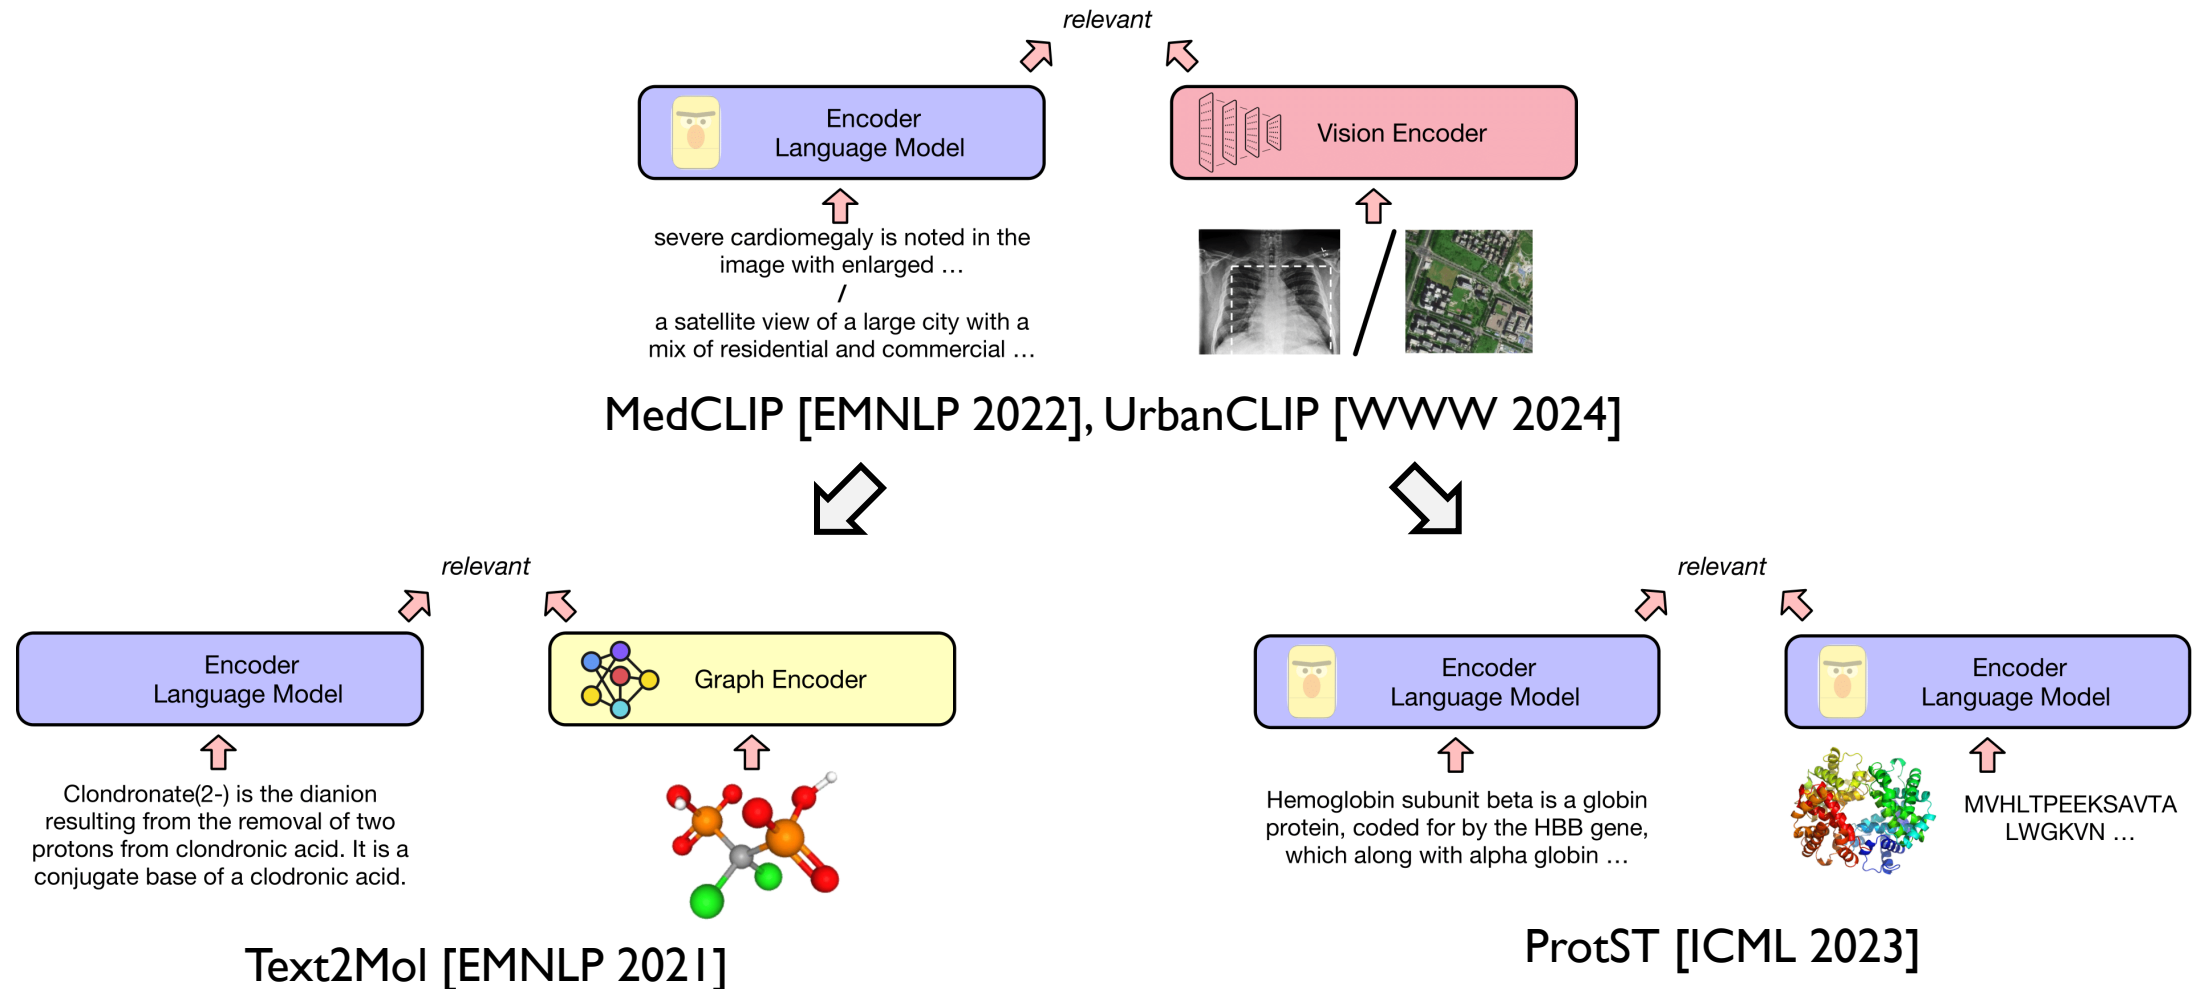 relevant
Encoder
Language Model
Vision Encoder
severe cardiomegaly is noted in the
image with enlarged …
/
a satellite view of a large city with a
mix of residential and commercial …
MedCLIP [EMNLP 2022], UrbanCLIP [WWW 2024]
relevant
Encoder
Language Model
Graph Encoder
Clondronate(2-) is the dianion
resulting from the removal of two
protons from clondronic acid. It is a
conjugate base of a clodronic acid.
Text2Mol [EMNLP 2021]
relevant
Encoder
Language Model
Encoder
Language Model
Hemoglobin subunit beta is a globin
protein, coded for by the HBB gene,
which along with alpha globin …
MVHLTPEEKSAVTA
LWGKVN …
ProtST [ICML 2023]